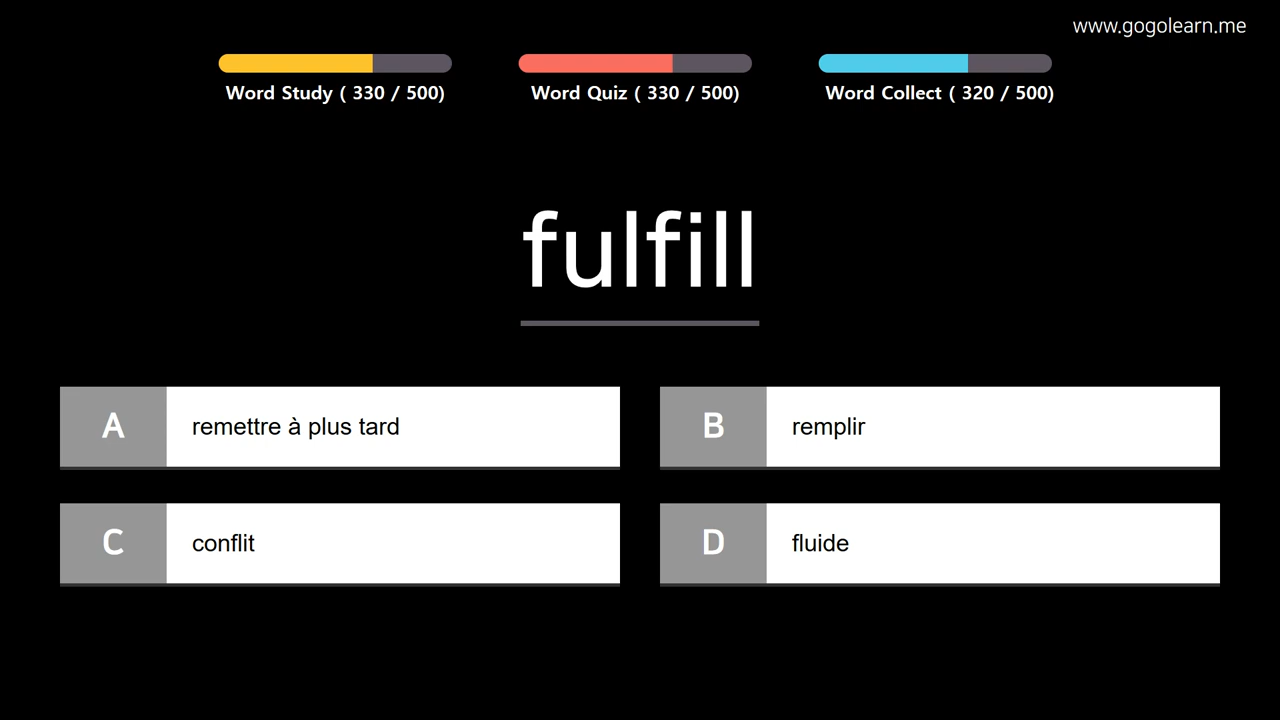 www.gogolearn.me
Word Study ( 330 / 500)
Word Quiz ( 330 / 500)
Word Collect ( 320 / 500)
fulfill
A remettre à plus tard
B remplir
C conflit
D fluide